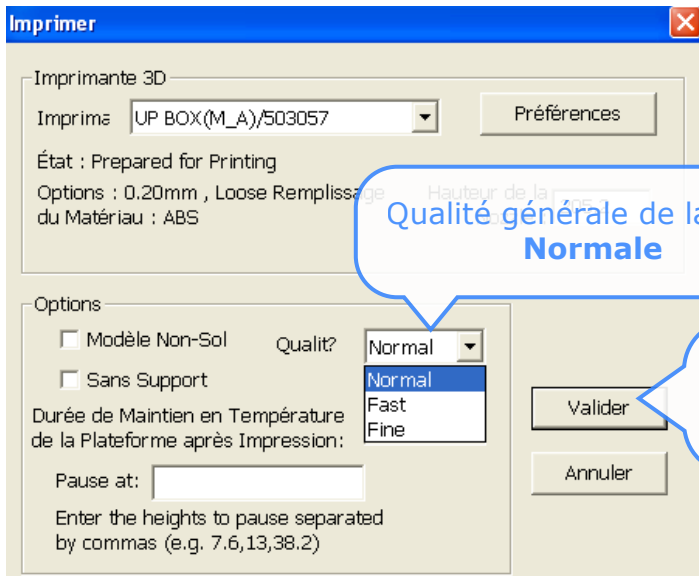 Imprimer
Imprimante 3D
Imprima UP BOX(M_A)/503057 Préférences
État : Prepared for Printing
Options : 0.20mm , Loose Remplissage Hauteur de la
du Matériau : ABS
Qualité générale de la
Normale
Options
Modèle Non-Sol Qualit? Normal
Normal
Sans Support
Fast
Fine
Valider
Durée de Maintien en Température
de la Plateforme après Impression:
Pause at: Annuler
Enter the heights to pause separated
by commas (e.g. 7.6,13,38.2)